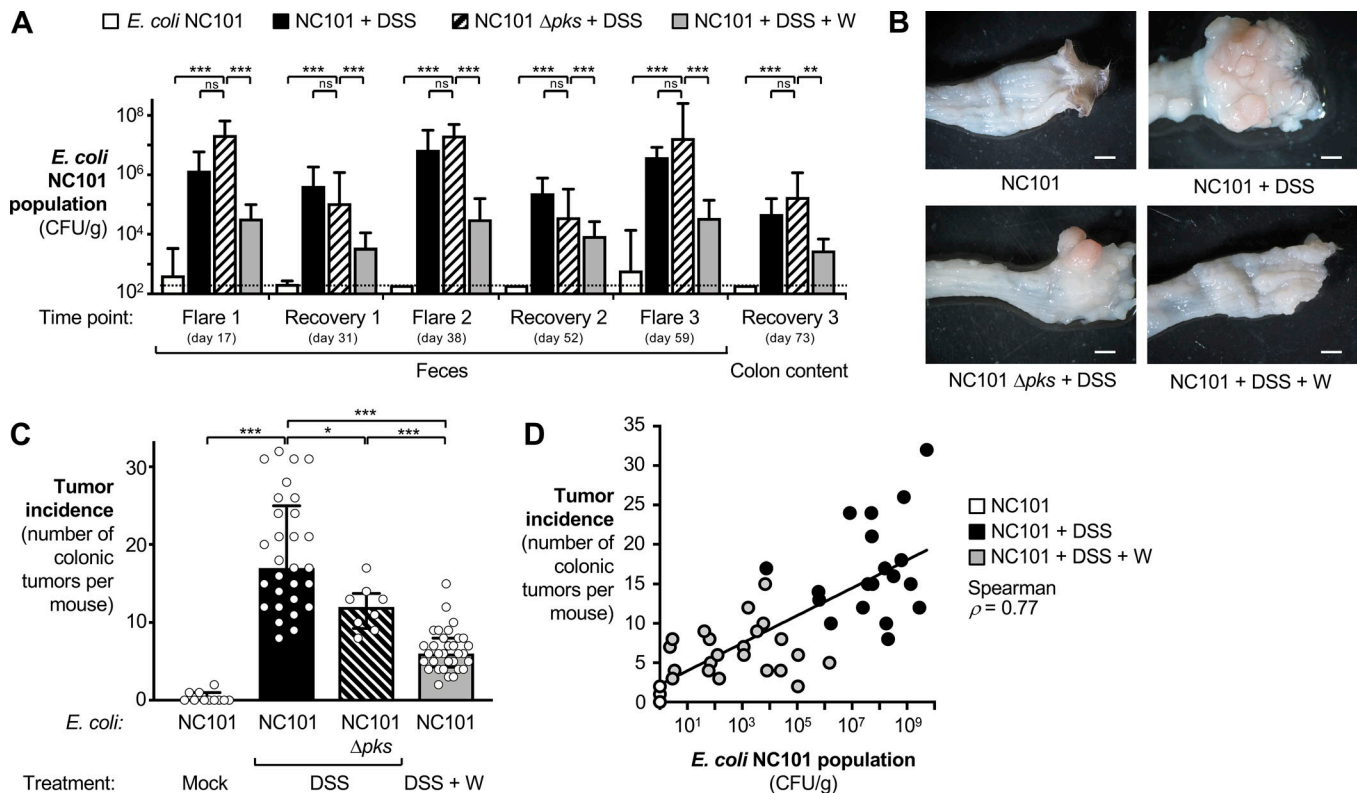 A
E. coli NC101
NC101 + DSS
NC101 Δpks + DSS
NC101 + DSS + W
*** *** *** *** *** *** *** *** *** *** *** **
ns ns ns ns ns ns
E. coli
NC101
population
(CFU/g)
10⁸
10⁶
10⁴
10²
Time point:
Flare 1 Recovery 1 Flare 2 Recovery 2 Flare 3 Recovery 3
(day 17) (day 31) (day 38) (day 52) (day 59) (day 73)
Feces
Colon content
B
NC101
NC101 + DSS
NC101 Δpks + DSS
NC101 + DSS + W
C
***
*** * ***
Tumor
incidence
(number of
colonic
tumors per
mouse)
30
20
10
0
E. coli: NC101 NC101 NC101 NC101
Δpks
Treatment: Mock DSS DSS + W
D
Tumor
incidence
(number of
colonic
tumors per
mouse)
35
30
25
20
15
10
5
0
10¹ 10³ 10⁵ 10⁷ 10⁹
E. coli NC101 population
(CFU/g)
NC101
NC101 + DSS
NC101 + DSS + W
Spearman
ρ = 0.77